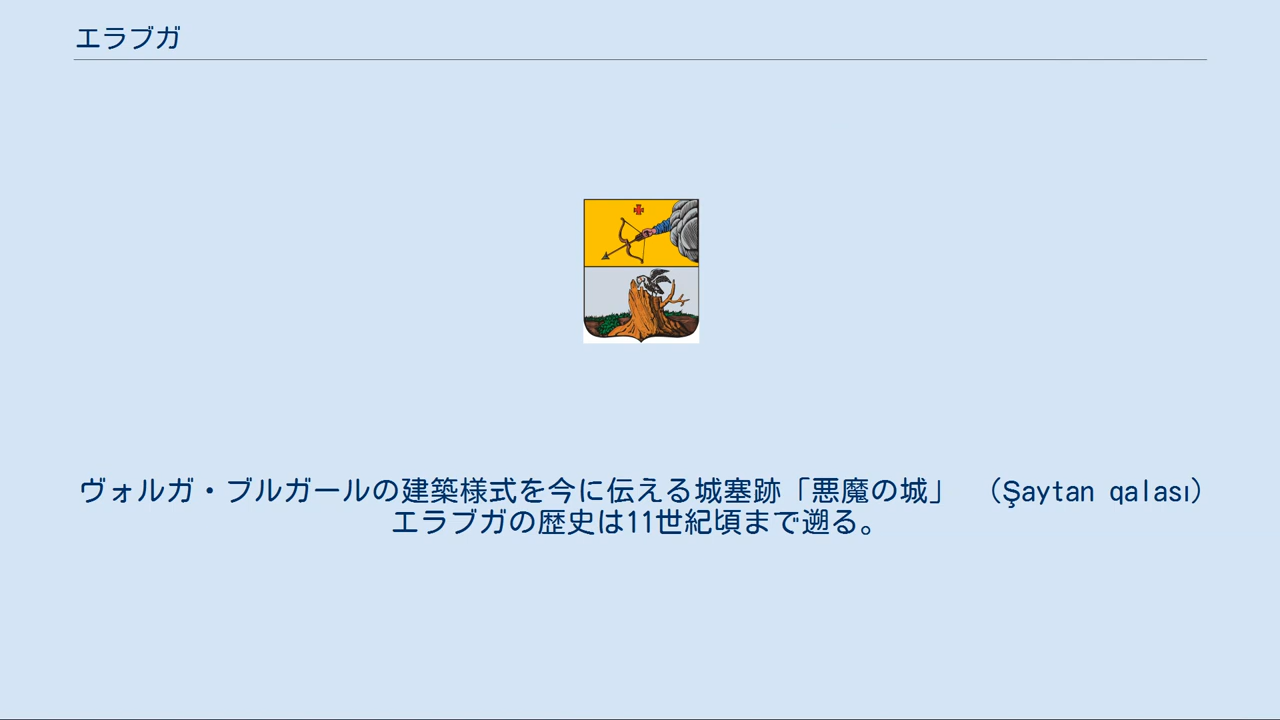 エラブガ
ヴォルガ・ブルガールの建築様式を今に伝える城塞跡「悪魔の城」 （Şaytan qalası）
エラブガの歴史は11世紀頃まで遡る。